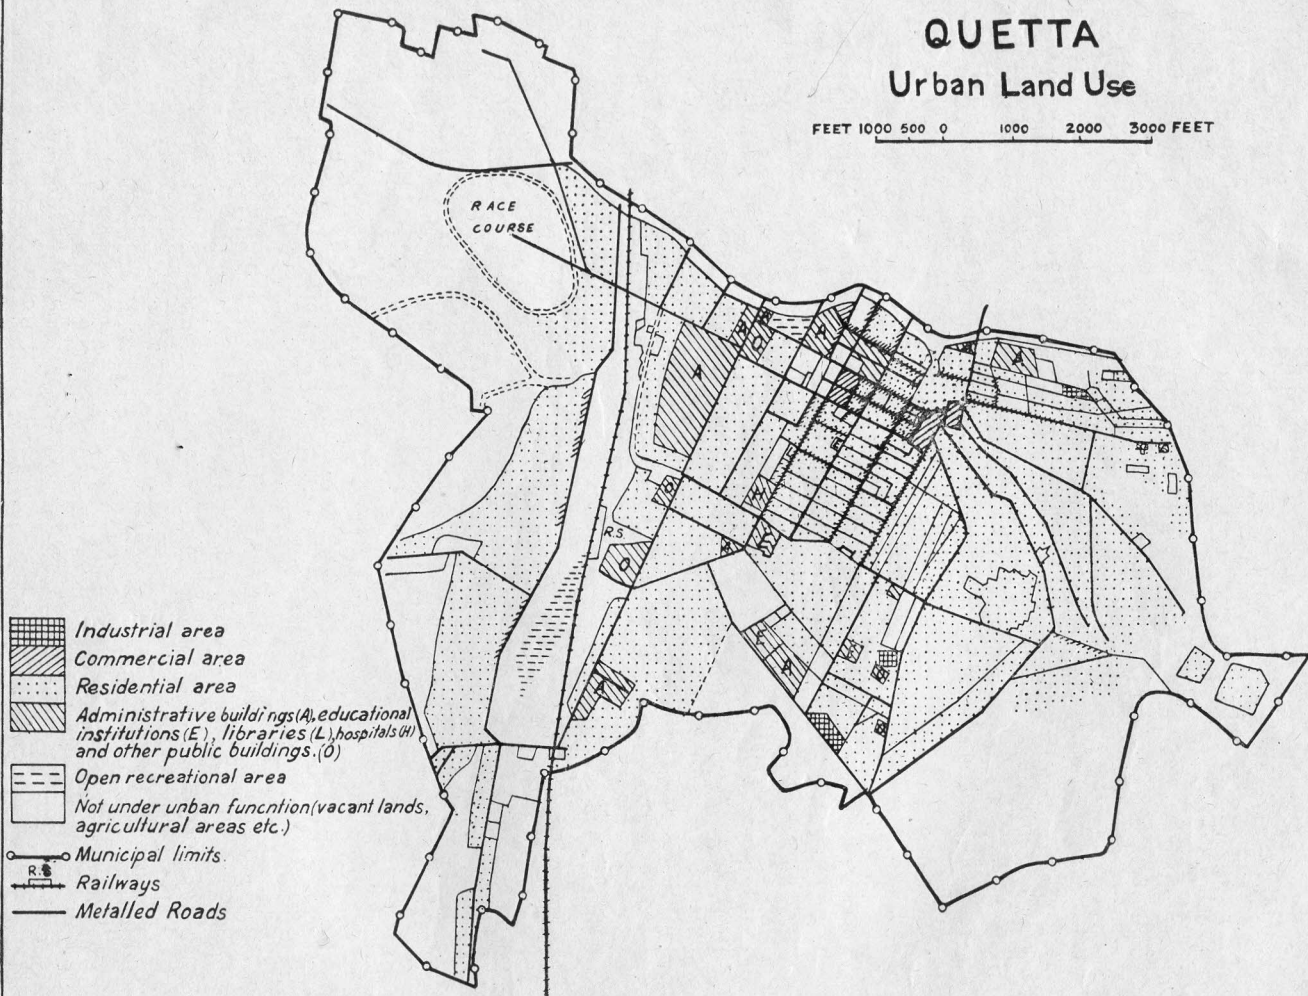 QUETTA
Urban Land Use
FEET 1000 500 0 1000 2000 3000 FEET
RACE
COURSE
A
O
A
A
A
A
O
H
E
R.S.
O
E
A
A
Industrial area
Commercial area
Residential area
Administrative buildings(A), educational
institutions (E), libraries (L), hospitals (H)
and other public buildings. (O)
Open recreational area
Not under unban funcntion (vacant lands,
agricultural areas etc.)
Municipal limits.
R.S
Railways
Metalled Roads